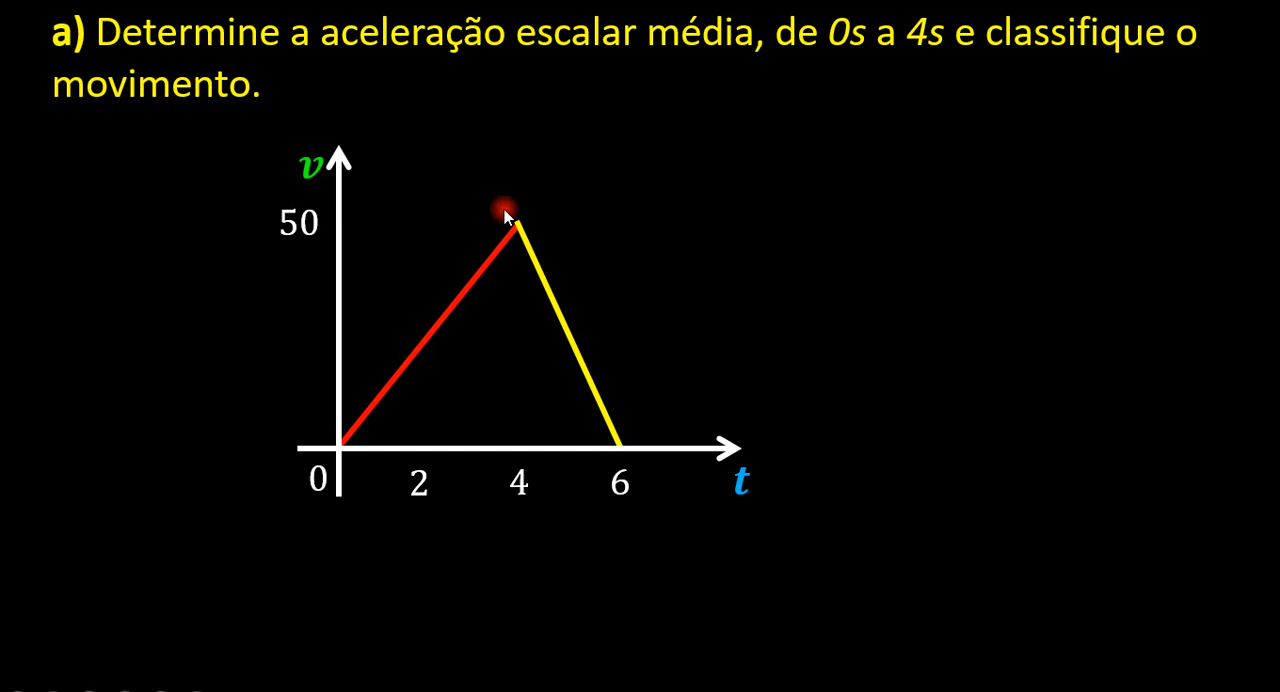 a) Determine a aceleração escalar média, de 0s a 4s e classifique o
movimento.
v
50
0
2
4
6
t